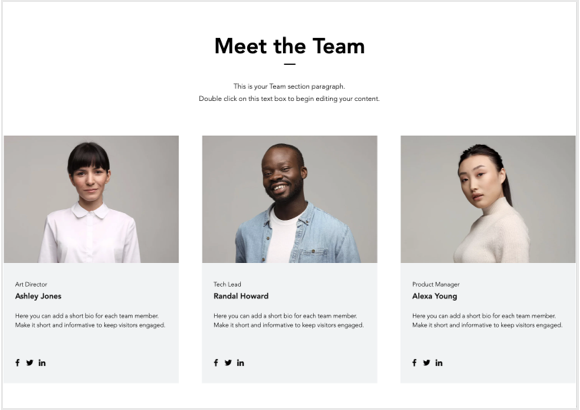 Meet the Team
This is your Team section paragraph.
Double click on this text box to begin editing your content.
Art Director
Ashley Jones
Here you can add a short bio for each team member.
Make it short and informative to keep visitors engaged.
Tech Lead
Randal Howard
Here you can add a short bio for each team member.
Make it short and informative to keep visitors engaged.
Product Manager
Alexa Young
Here you can add a short bio for each team member.
Make it short and informative to keep visitors engaged.